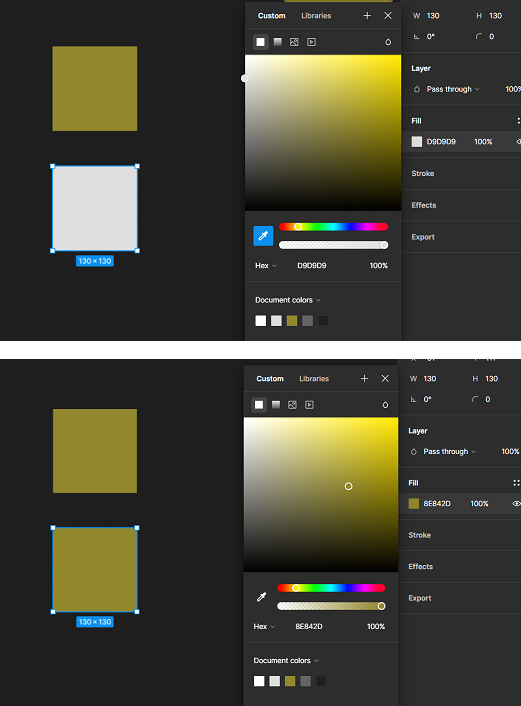 Custom Libraries
W 130 H 130
0° 0
Layer
Pass through 100%
Fill
D9D9D9 100%
Stroke
Effects
Export
130 × 130
Hex D9D9D9 100%
Document colors
Custom Libraries
W 130 H 130
0° 0
Layer
Pass through 100%
Fill
8E842D 100%
Stroke
Effects
Export
130 × 130
Hex 8E842D 100%
Document colors